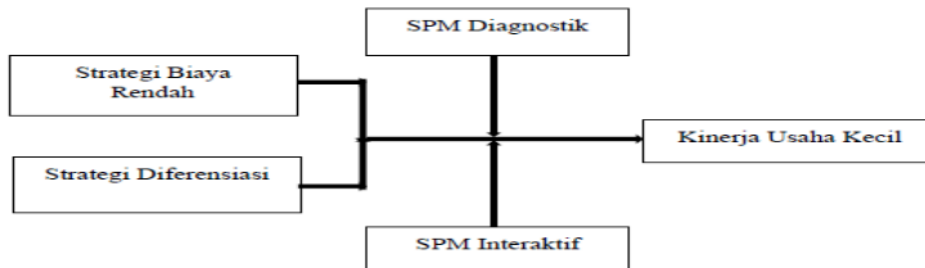 SPM Diagnostik
Strategi Biaya
Rendah
Kinerja Usaha Kecil
Strategi Diferensiasi
SPM Interaktif